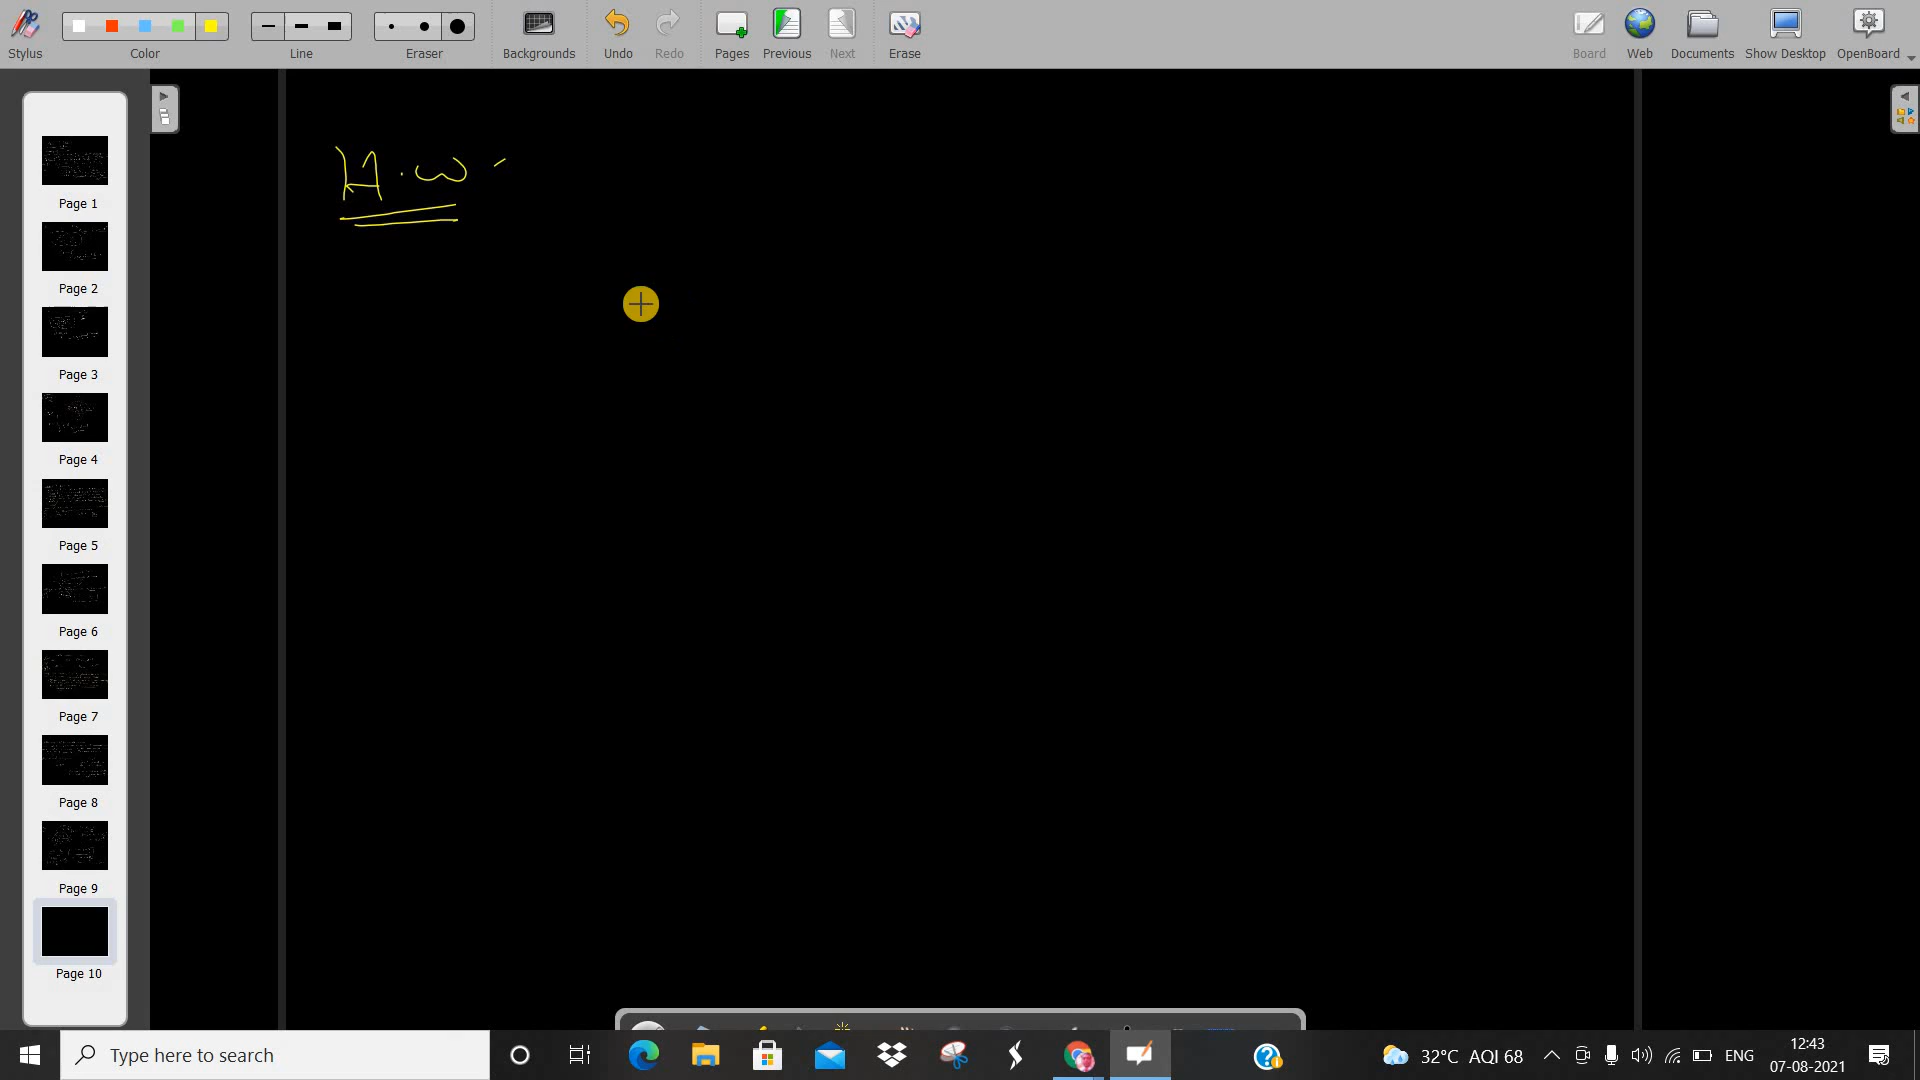 Stylus Color Line Eraser Backgrounds Undo Redo Pages Previous Next Erase Board Web Documents Show Desktop OpenBoard
H.W -
Page 1
Page 2
Page 3
Page 4
Page 5
Page 6
Page 7
Page 8
Page 9
Page 10
Type here to search
32°C AQI 68
ENG
12:43
07-08-2021